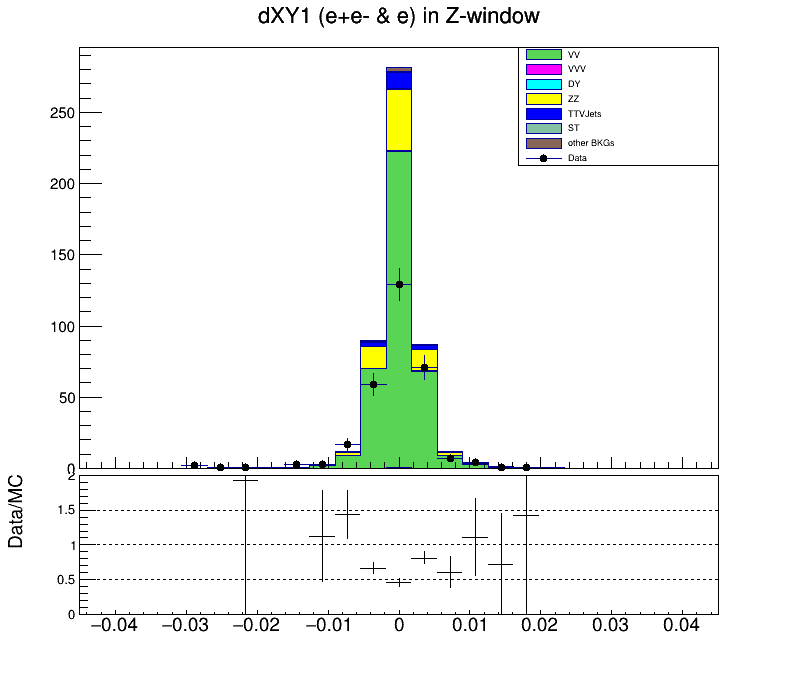 dXY1 (e+e- & e) in Z-window
VV
VVV
DY
ZZ
TTVJets
ST
other BKGs
Data
250
200
150
100
50
0
Data/MC
2
1.5
1
0.5
0
−0.04 −0.03 −0.02 −0.01 0 0.01 0.02 0.03 0.04